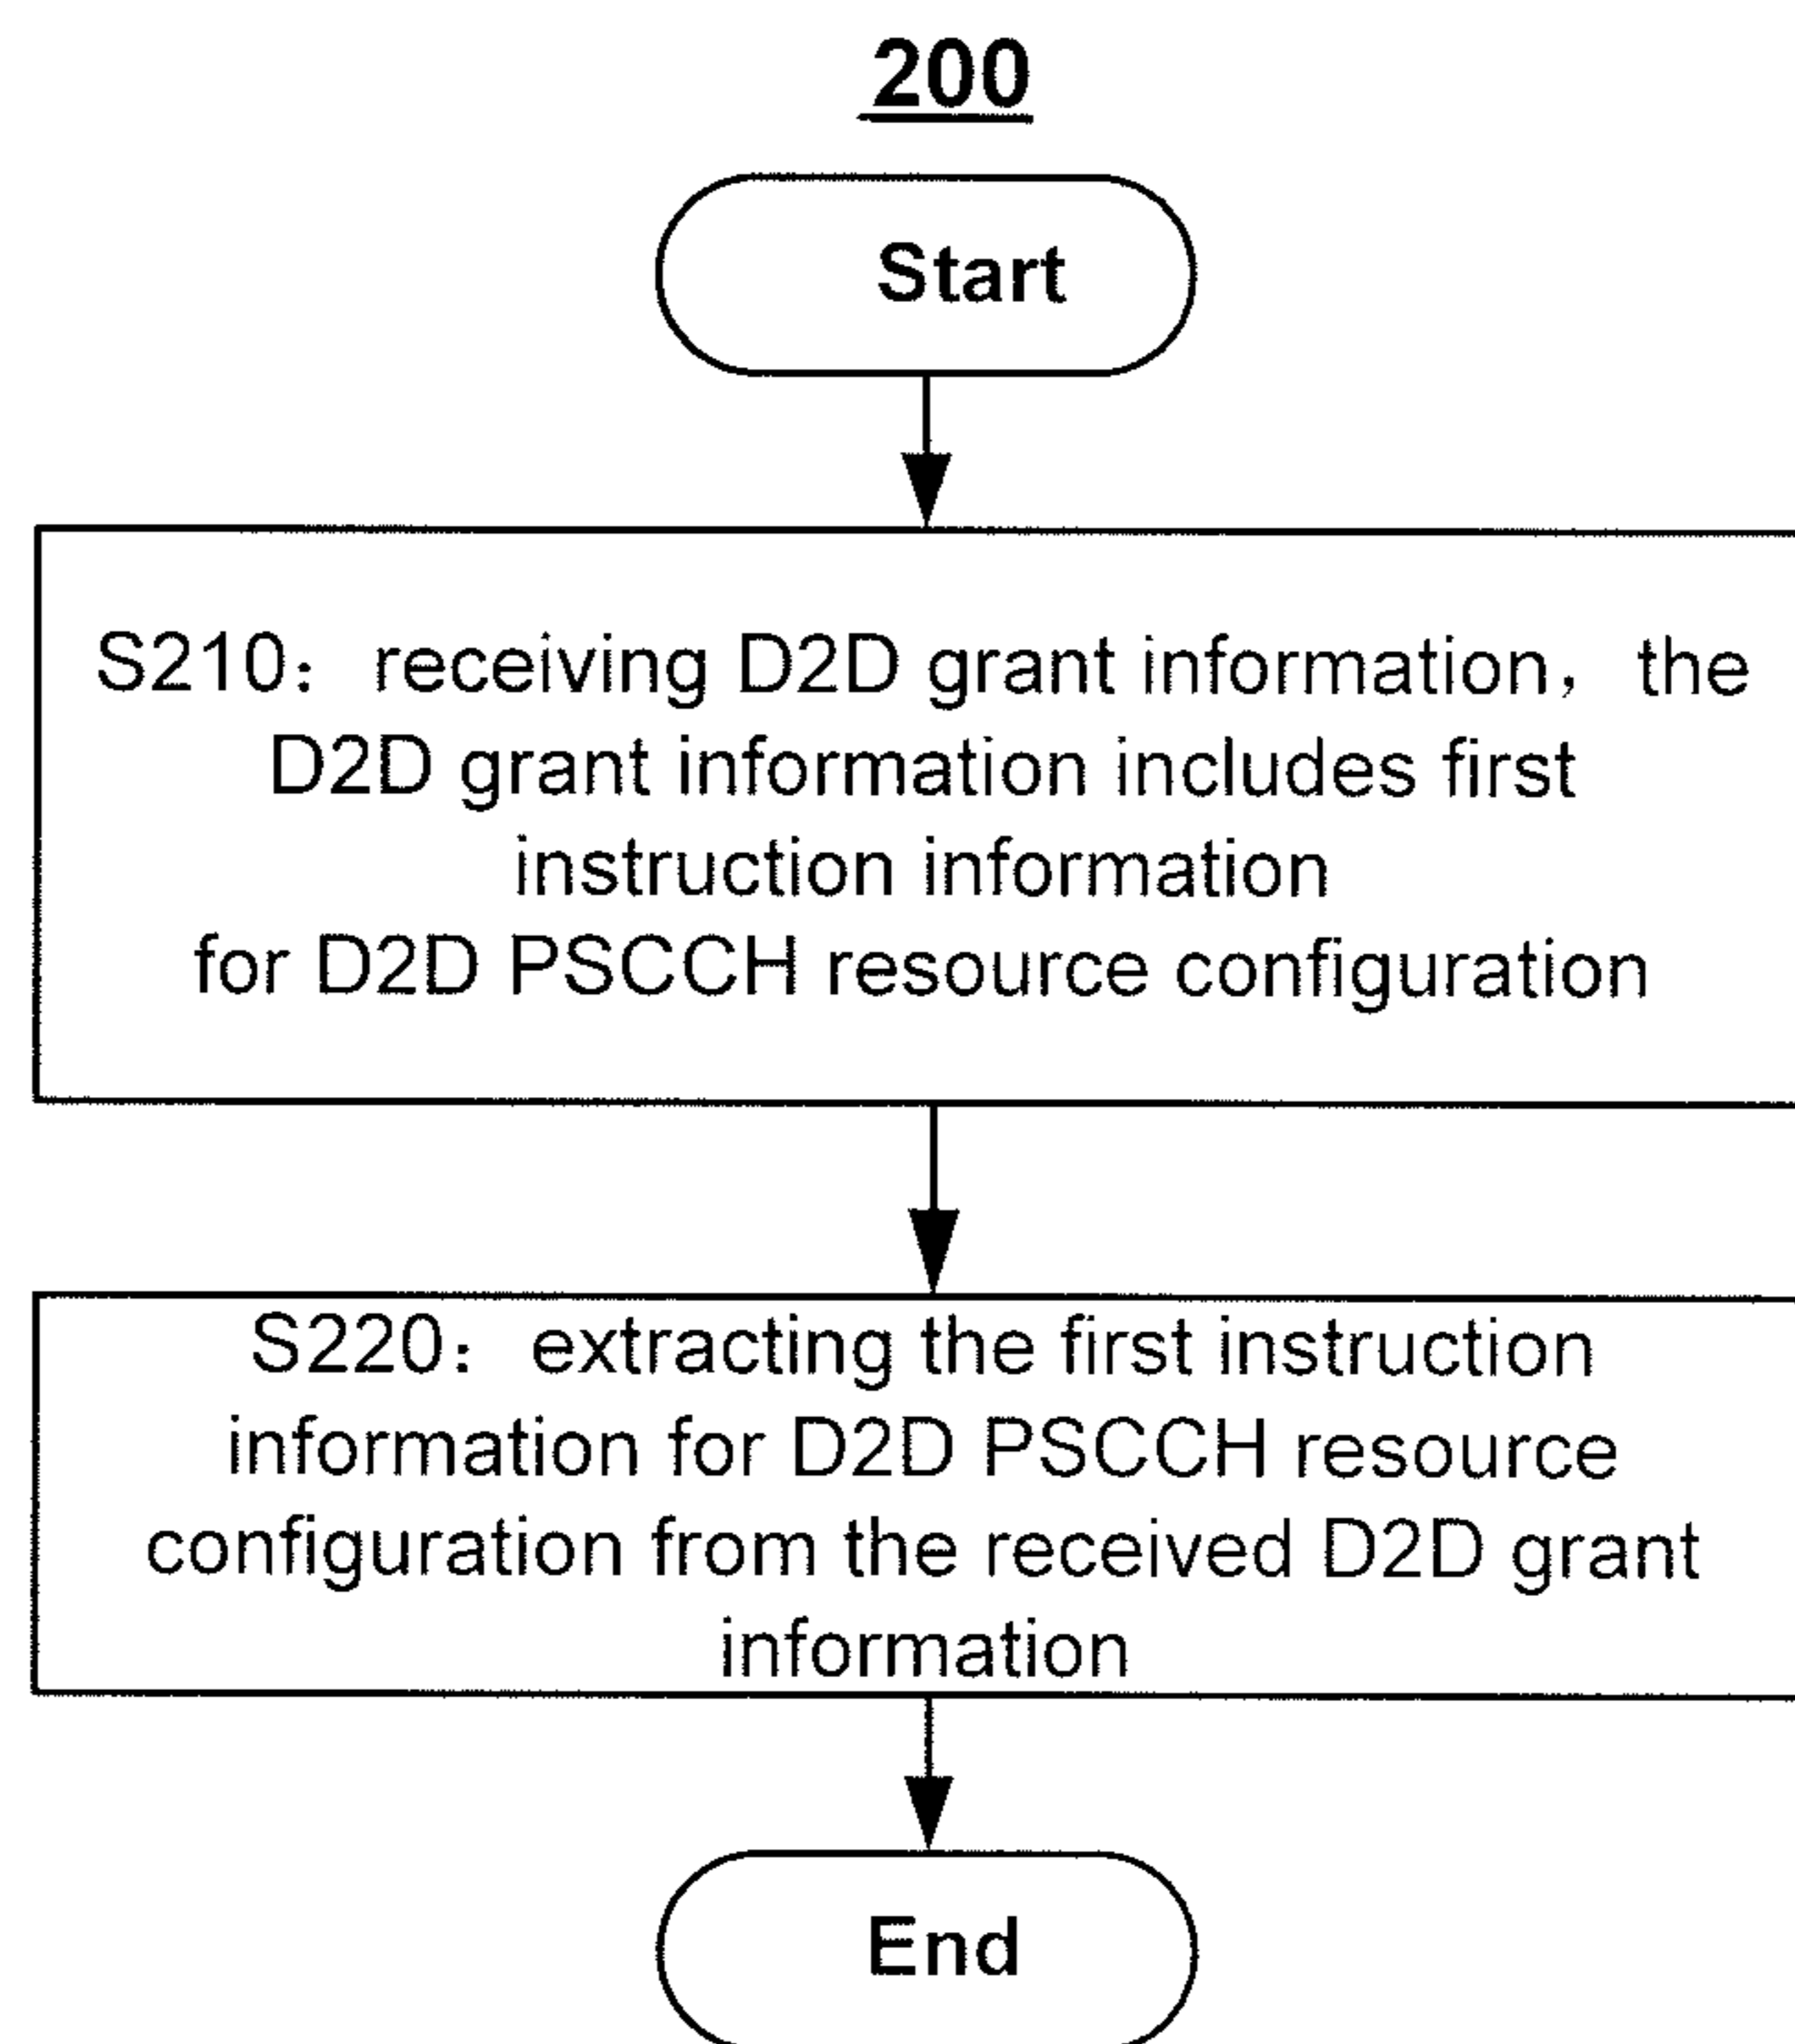 200
Start
S210： receiving D2D grant information， the
D2D grant information includes first
instruction information
for D2D PSCCH resource configuration
S220： extracting the first instruction
information for D2D PSCCH resource
configuration from the received D2D grant
information
End